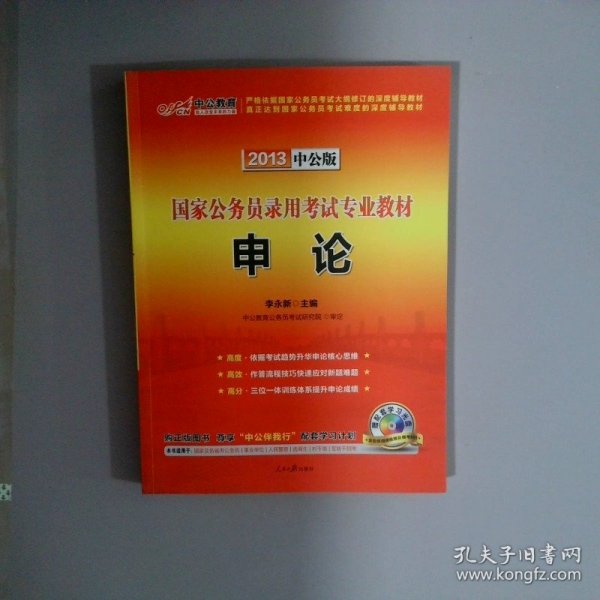 中公教育
严格依据国家公务员考试大纲修订的深度辅导教材
真正达到国家公务员考试难度的深度辅导教材
2013中公版
国家公务员录用考试专业教材
申论
李永新◎主编
中公教育公务员考试研究院◎审定
★高度·依据考试趋势升华申论核心思维★
★高效·作答流程技巧快速应对新题难题★
★高分·三位一体训练体系提升申论成绩★
购正版图书 尊享“中公伴我行”配套学习计划
本书适用于:
人民日报出版社
孔夫子旧书网
www.kongfz.com